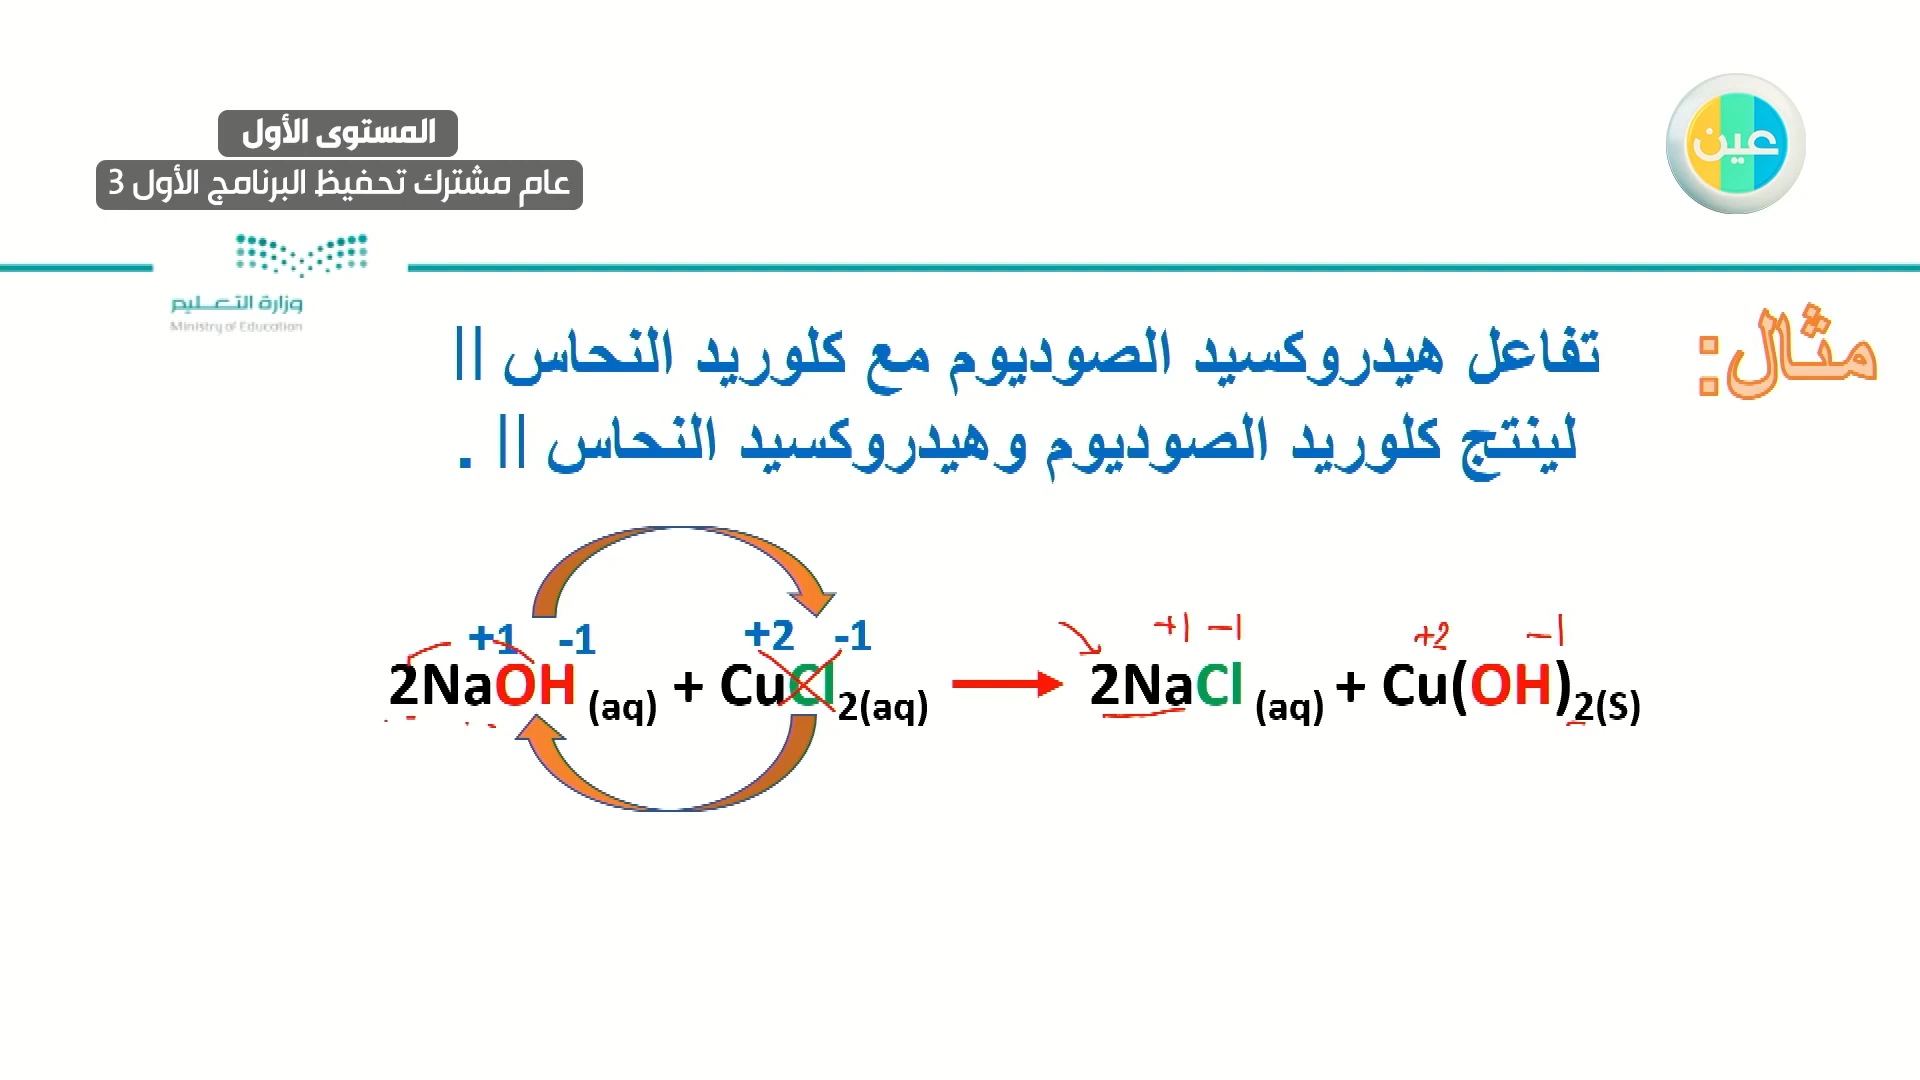 المستوى الأول
عام مشترك تحفيظ البرنامج الأول 3
عين
وزارة التعليم
Ministry of Education
مثال:
تفاعل هيدروكسيد الصوديوم مع كلوريد النحاس ||
لينتج كلوريد الصوديوم وهيدروكسيد النحاس || .
+1 -1 +2 -1 +1 -1 +2 -1
2NaOH (aq) + CuCl2(aq) → 2NaCl (aq) + Cu(OH)2(S)